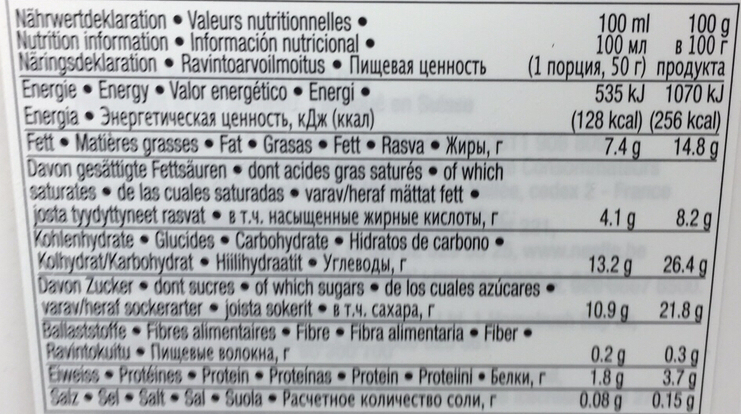 Nährwertdeklaration • Valeurs nutritionnelles • 100 ml 100 g
Nutrition information • Información nutricional • 100 мл в 100 г
Näringsdeklaration • Ravintoarvoilmoitus • Пищевая ценность (1 порция, 50 г) продукта
Energie • Energy • Valor energético • Energi • 535 kJ 1070 kJ
Energia • Энергетическая ценность, кДж (ккал) (128 kcal) (256 kcal)
Fett • Matières grasses • Fat • Grasas • Fett • Rasva • Жиры, г 7.4 g 14.8 g
Davon gesättigte Fettsäuren • dont acides gras saturés • of which
saturates • de las cuales saturadas • varav/heraf mättat fett •
josta tyydyttyneet rasvat • в т.ч. насыщенные жирные кислоты, г 4.1 g 8.2 g
Kohlenhydrate • Glucides • Carbohydrate • Hidratos de carbono •
Kolhydrat/Karbohydrat • Hiilihydraatit • Углеводы, г 13.2 g 26.4 g
Davon Zucker • dont sucres • of which sugars • de los cuales azúcares •
varav/heraf sockerarter • joista sokerit • в т.ч. сахара, г 10.9 g 21.8 g
Ballaststoffe • Fibres alimentaires • Fibre • Fibra alimentaria • Fiber •
Ravintokuitu • Пищевые волокна, г 0.2 g 0.3 g
Eiweiss • Protéines • Protein • Proteínas • Protein • Proteiini • Белки, г 1.8 g 3.7 g
Salz • Sel • Salt • Sal • Suola • Расчетное количество соли, г 0.08 g 0.15 g